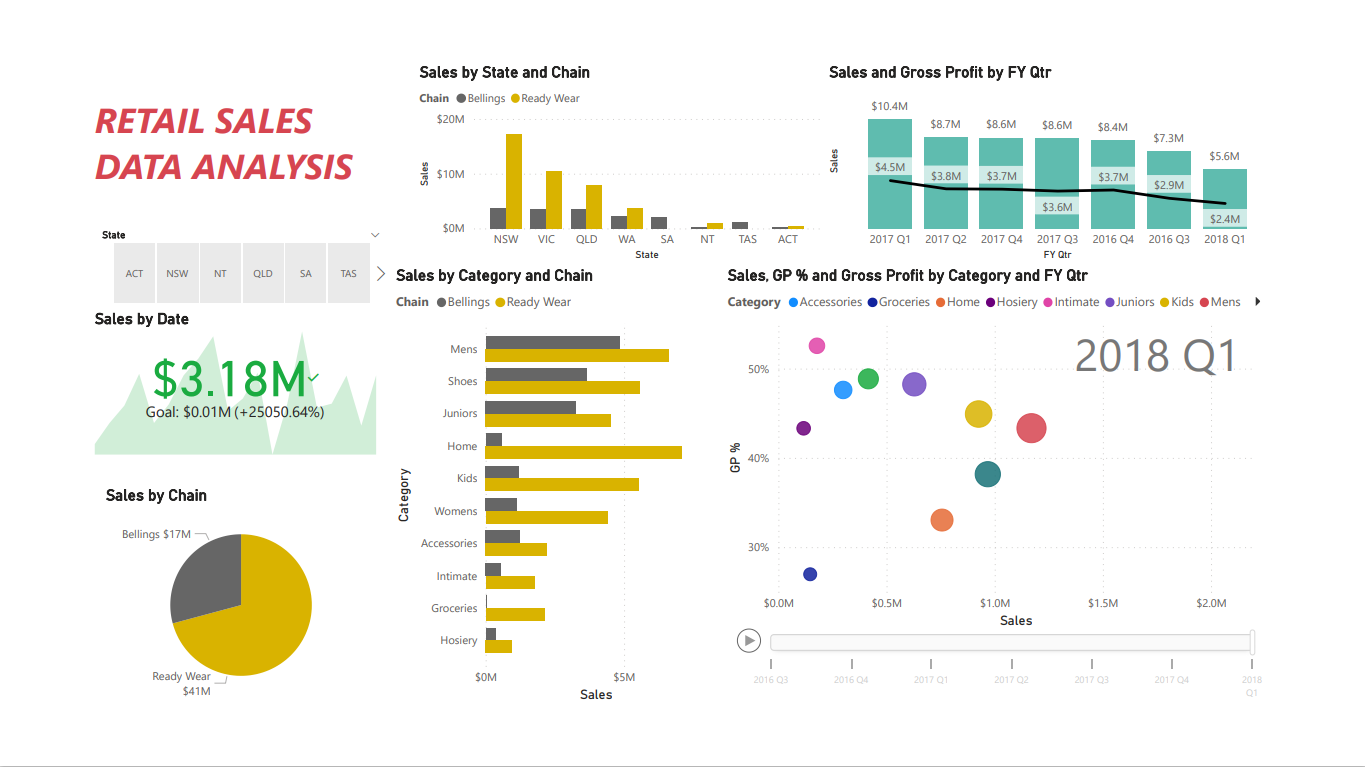 RETAIL SALES
DATA ANALYSIS
State
ACT NSW NT QLD SA TAS
Sales by Date
$3.18M
Goal: $0.01M (+25050.64%)
Sales by Chain
Bellings $17M
Ready Wear
$41M
Sales by State and Chain
Chain Bellings Ready Wear
Sales
$20M
$10M
$0M
NSW VIC QLD WA SA NT TAS ACT
State
Sales and Gross Profit by FY Qtr
Sales
$10.4M $8.7M $8.6M $8.6M $8.4M $7.3M $5.6M
$4.5M $3.8M $3.7M $3.6M $3.7M $2.9M $2.4M
2017 Q1 2017 Q2 2017 Q4 2017 Q3 2016 Q4 2016 Q3 2018 Q1
FY Qtr
Sales by Category and Chain
Chain Bellings Ready Wear
Category
Mens
Shoes
Juniors
Home
Kids
Womens
Accessories
Intimate
Groceries
Hosiery
$0M $5M
Sales
Sales, GP % and Gross Profit by Category and FY Qtr
Category Accessories Groceries Home Hosiery Intimate Juniors Kids Mens
2018 Q1
GP %
50%
40%
30%
$0.0M $0.5M $1.0M $1.5M $2.0M
Sales
2016 Q3 2016 Q4 2017 Q1 2017 Q2 2017 Q3 2017 Q4 2018
Q1